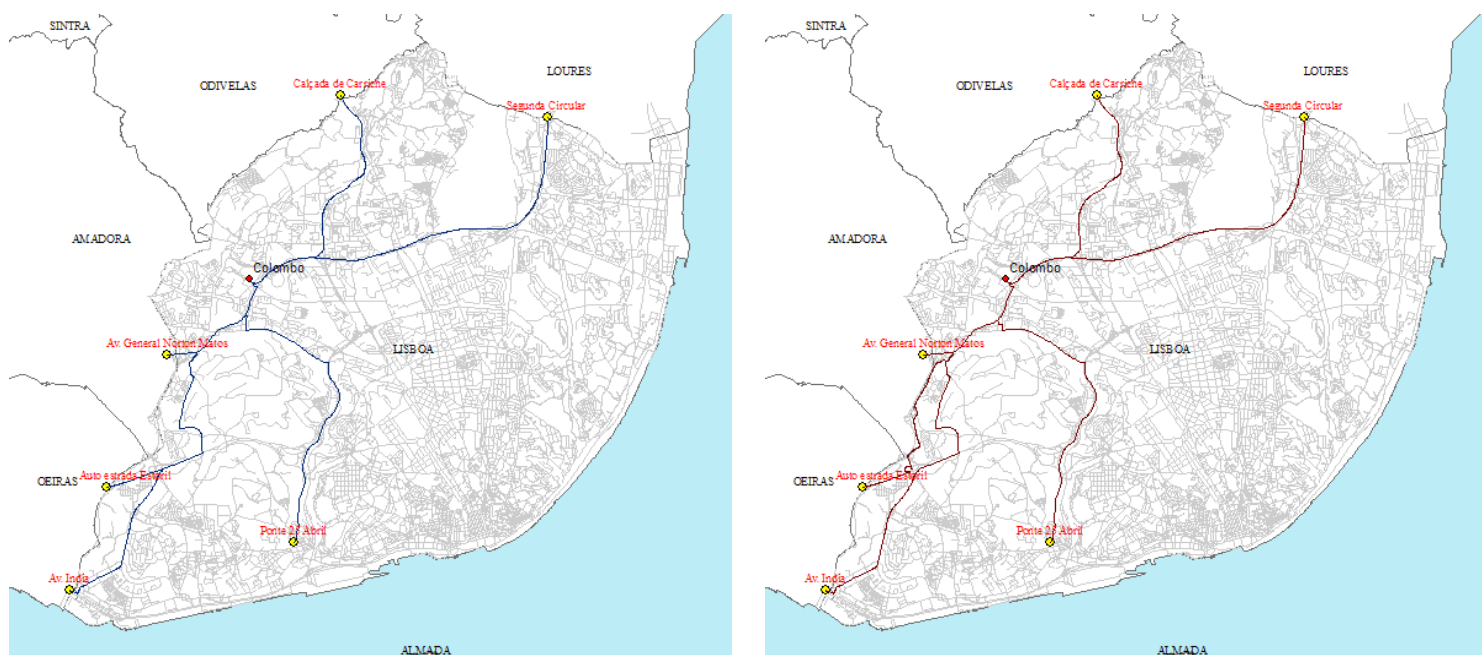 SINTRA
LOURES
ODIVELAS
Calçada de Carriche
Segunda Circular
AMADORA
Colombo
Av. General Norton Matos
LISBOA
OEIRAS
Auto estrada Estoril
Ponte 25 Abril
Av. India
ALMADA
SINTRA
LOURES
ODIVELAS
Calçada de Carriche
Segunda Circular
AMADORA
Colombo
Av. General Norton Matos
LISBOA
OEIRAS
Auto estrada Estoril
Ponte 25 Abril
Av. India
ALMADA